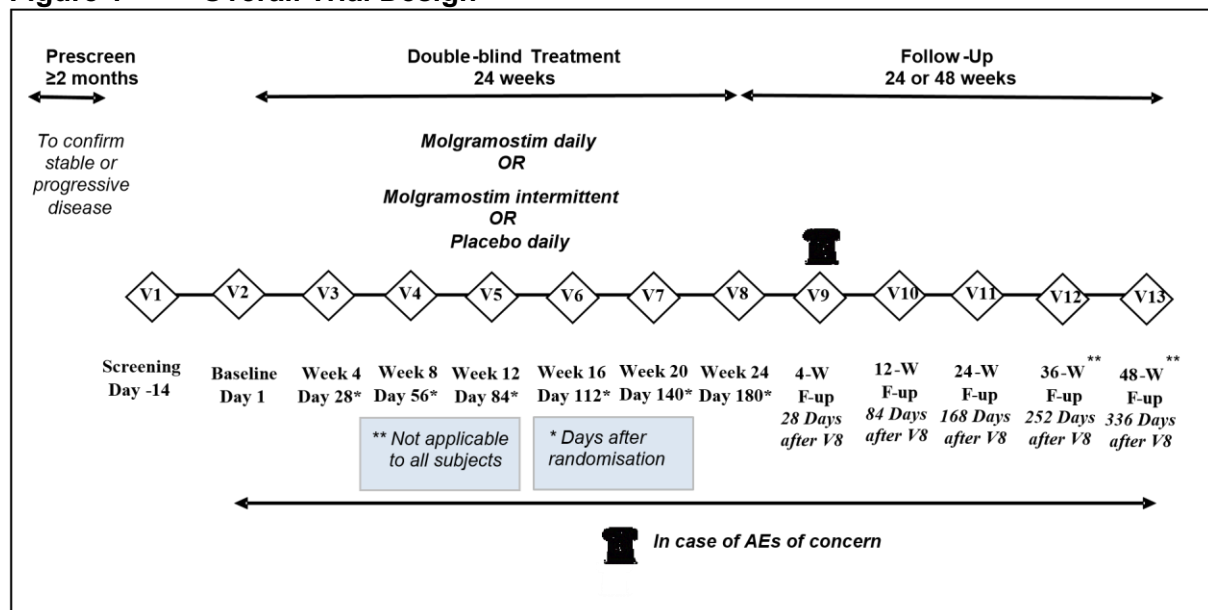 Prescreen
≥2 months
Double-blind Treatment
24 weeks
Follow-Up
24 or 48 weeks
To confirm
stable or
progressive
disease
Molgramostim daily
OR
Molgramostim intermittent
OR
Placebo daily
V1
V2
V3
V4
V5
V6
V7
V8
V9
V10
V11
V12
V13
Screening
Day -14
Baseline
Day 1
Week 4
Day 28*
Week 8
Day 56*
Week 12
Day 84*
Week 16
Day 112*
Week 20
Day 140*
Week 24
Day 180*
4-W
F-up
28 Days
after V8
12-W
F-up
84 Days
after V8
24-W
F-up
168 Days
after V8
36-W **
F-up
252 Days
after V8
48-W **
F-up
336 Days
after V8
** Not applicable
to all subjects
* Days after
randomisation
In case of AEs of concern